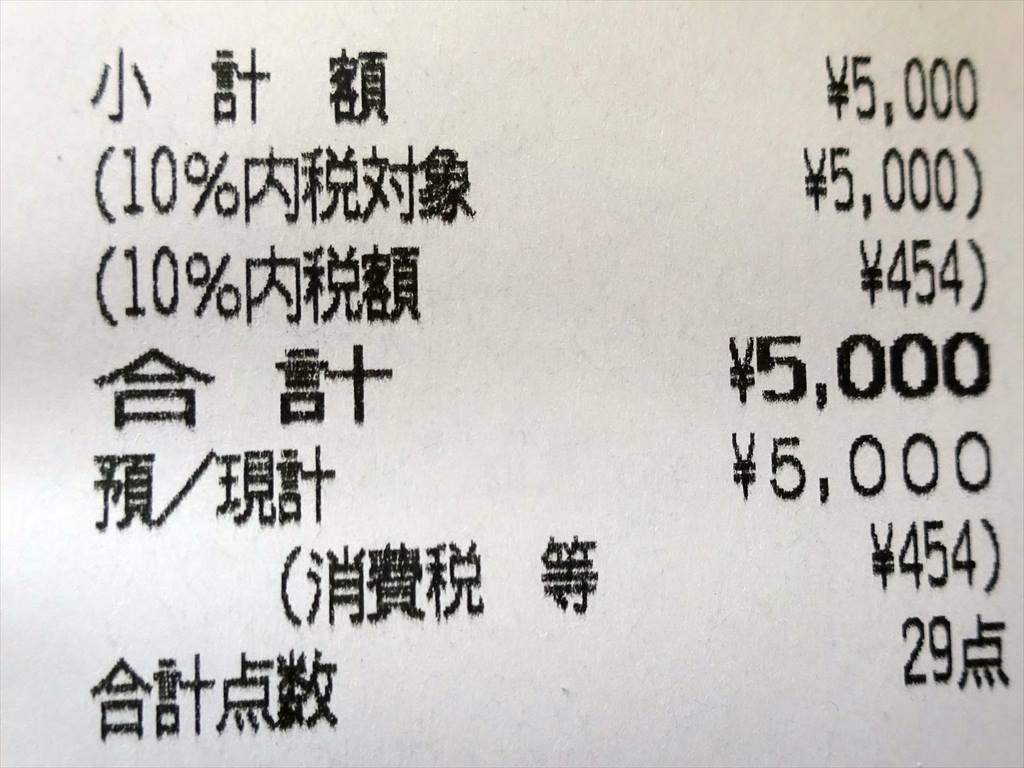 小 計 額 ¥5,000
(10%内税対象 ¥5,000)
(10%内税額 ¥454)
合 計 ¥5,000
預/現計 ¥5,000
(消費税 等 ¥454)
合計点数 29点